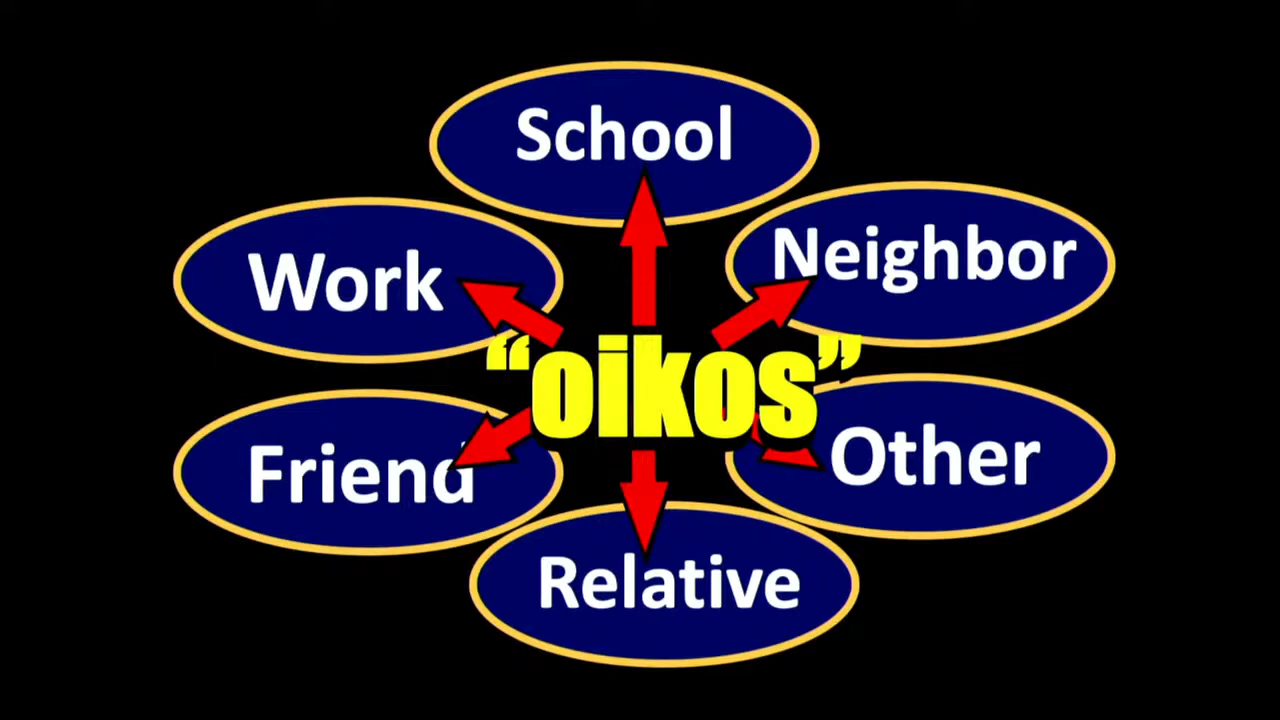 School
Work
Neighbor
“oikos”
Friend
Other
Relative